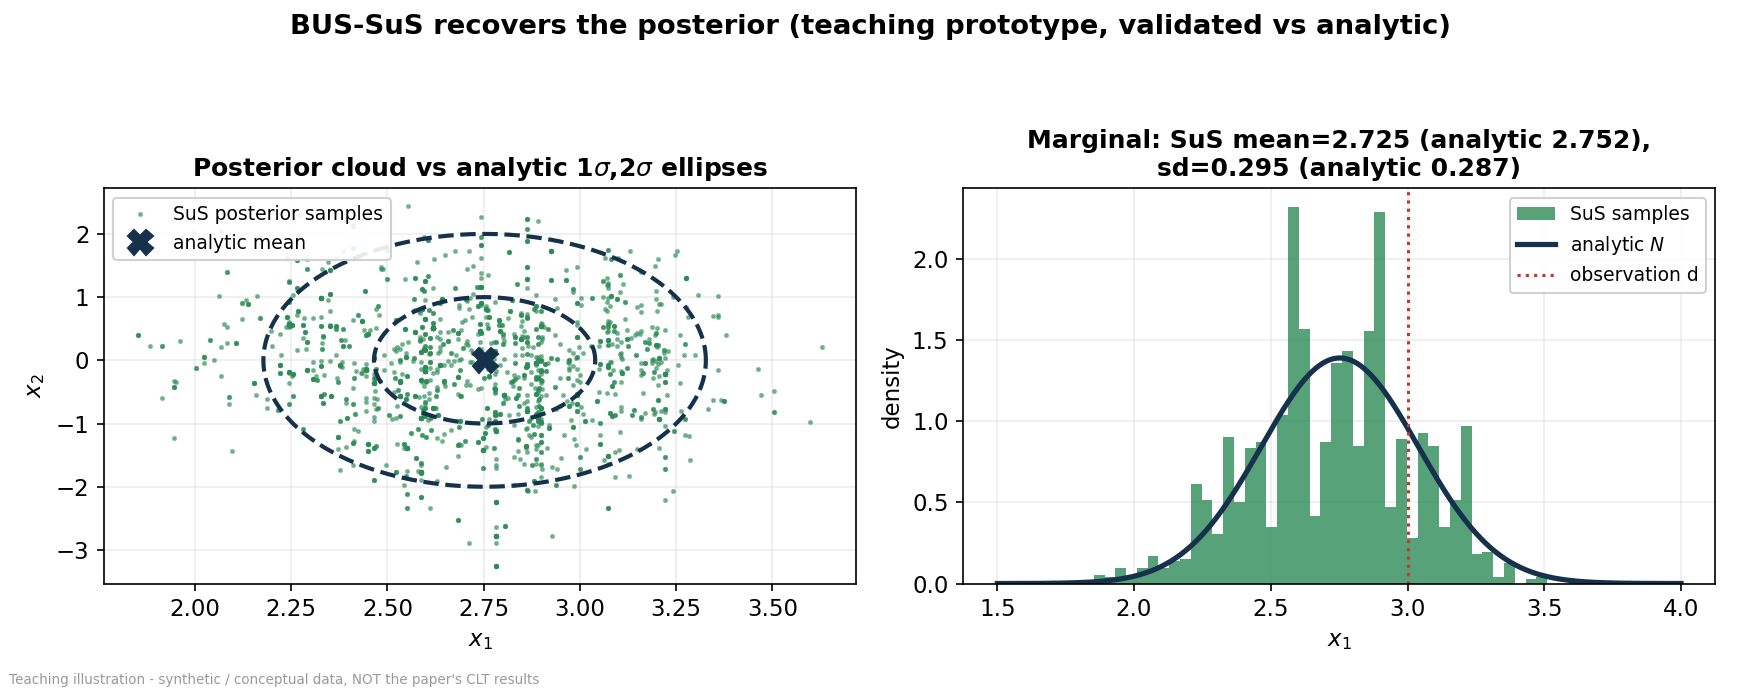 BUS-SuS recovers the posterior (teaching prototype, validated vs analytic)
Posterior cloud vs analytic 1σ,2σ ellipses
SuS posterior samples
analytic mean
2
1
0
−1
−2
−3
x₂
2.00 2.25 2.50 2.75 3.00 3.25 3.50
x₁
Marginal: SuS mean=2.725 (analytic 2.752),
sd=0.295 (analytic 0.287)
SuS samples
analytic N
observation d
2.0
1.5
1.0
0.5
0.0
density
1.5 2.0 2.5 3.0 3.5 4.0
x₁
Teaching illustration - synthetic / conceptual data, NOT the paper's CLT results